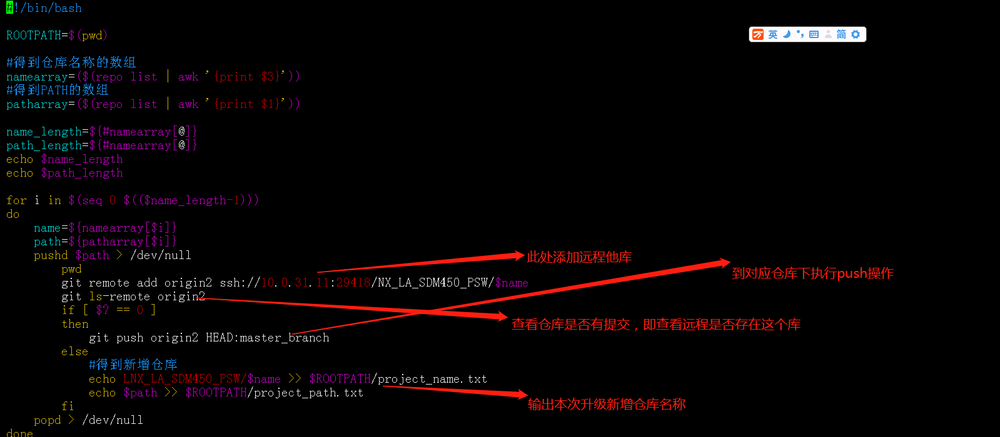 #!/bin/bash
ROOTPATH=$(pwd)
英 简
#得到仓库名称的数组
namearray=($(repo list | awk '{print $3}'))
#得到PATH的数组
patharray=($(repo list | awk '{print $1}'))
name_length=${#namearray[@]}
path_length=${#namearray[@]}
echo $name_length
echo $path_length
for i in $(seq 0 $(($name_length-1)))
do
name=${namearray[$i]}
path=${patharray[$i]}
pushd $path > /dev/null
此处添加远程他库
pwd
到对应仓库下执行push操作
git remote add origin2 ssh://10.0.31.11:29418/NX_LA_SDM450_PSW/$name
git ls-remote origin2
if [ $? == 0 ]
then
查看仓库是否有提交，即查看远程是否存在这个库
git push origin2 HEAD:master_branch
else
#得到新增仓库
echo LNX_LA_SDM450_PSW/$name >> $ROOTPATH/project_name.txt
echo $path >> $ROOTPATH/project_path.txt
输出本次升级新增仓库名称
fi
popd > /dev/null
done